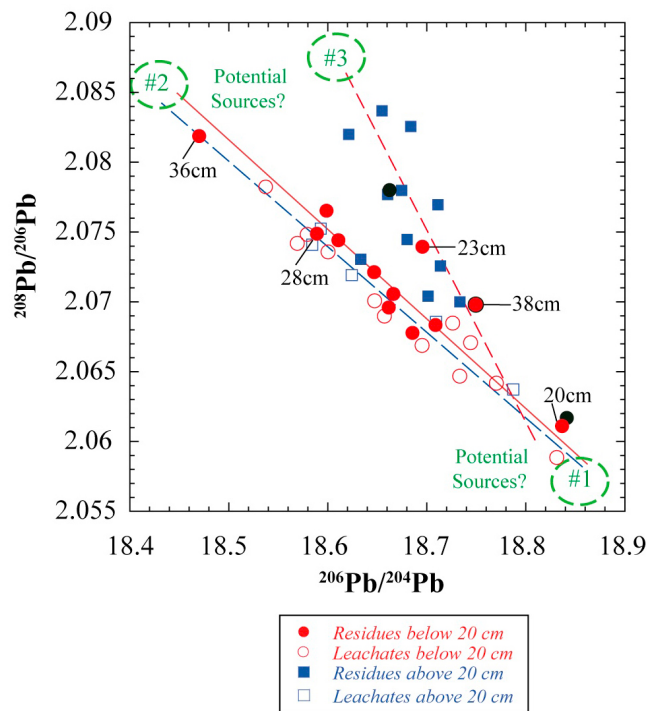 2.09
2.085
2.08
2.075
2.07
2.065
2.06
2.055
208Pb/206Pb
#2
Potential
Sources?
#3
36cm
28cm
23cm
38cm
20cm
Potential
Sources?
#1
18.4
18.5
18.6
18.7
18.8
18.9
206Pb/204Pb
Residues below 20 cm
Leachates below 20 cm
Residues above 20 cm
Leachates above 20 cm